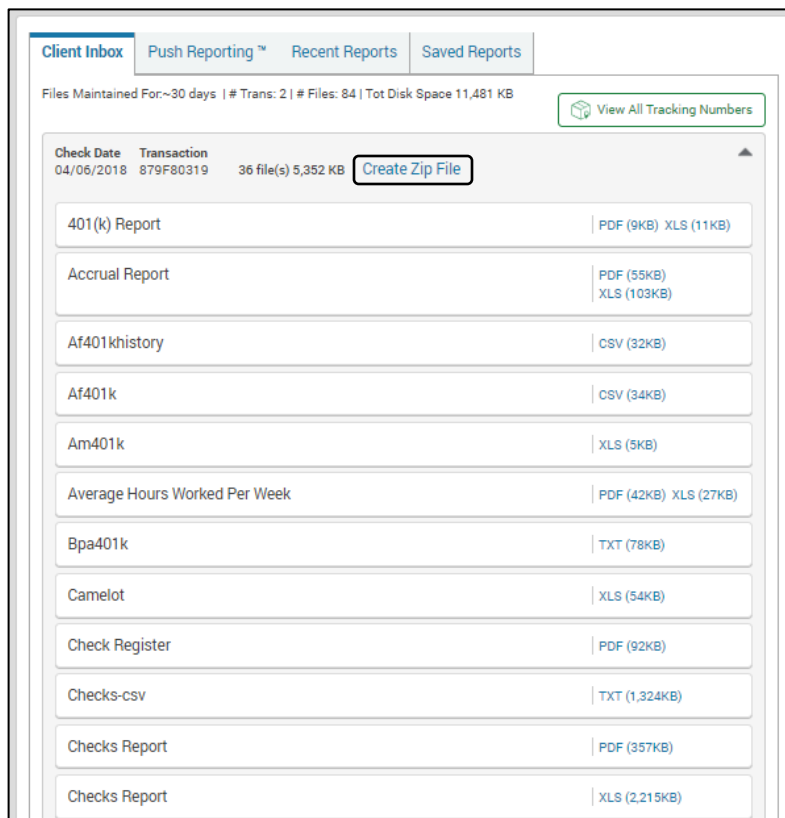 Client Inbox Push Reporting ™ Recent Reports Saved Reports
Files Maintained For:~30 days | # Trans: 2 | # Files: 84 | Tot Disk Space 11,481 KB
View All Tracking Numbers
Check Date Transaction
04/06/2018 879F80319 36 file(s) 5,352 KB Create Zip File
401(k) Report PDF (9KB) XLS (11KB)
Accrual Report PDF (55KB)
XLS (103KB)
Af401khistory CSV (32KB)
Af401k CSV (34KB)
Am401k XLS (5KB)
Average Hours Worked Per Week PDF (42KB) XLS (27KB)
Bpa401k TXT (78KB)
Camelot XLS (54KB)
Check Register PDF (92KB)
Checks-csv TXT (1,324KB)
Checks Report PDF (357KB)
Checks Report XLS (2,215KB)